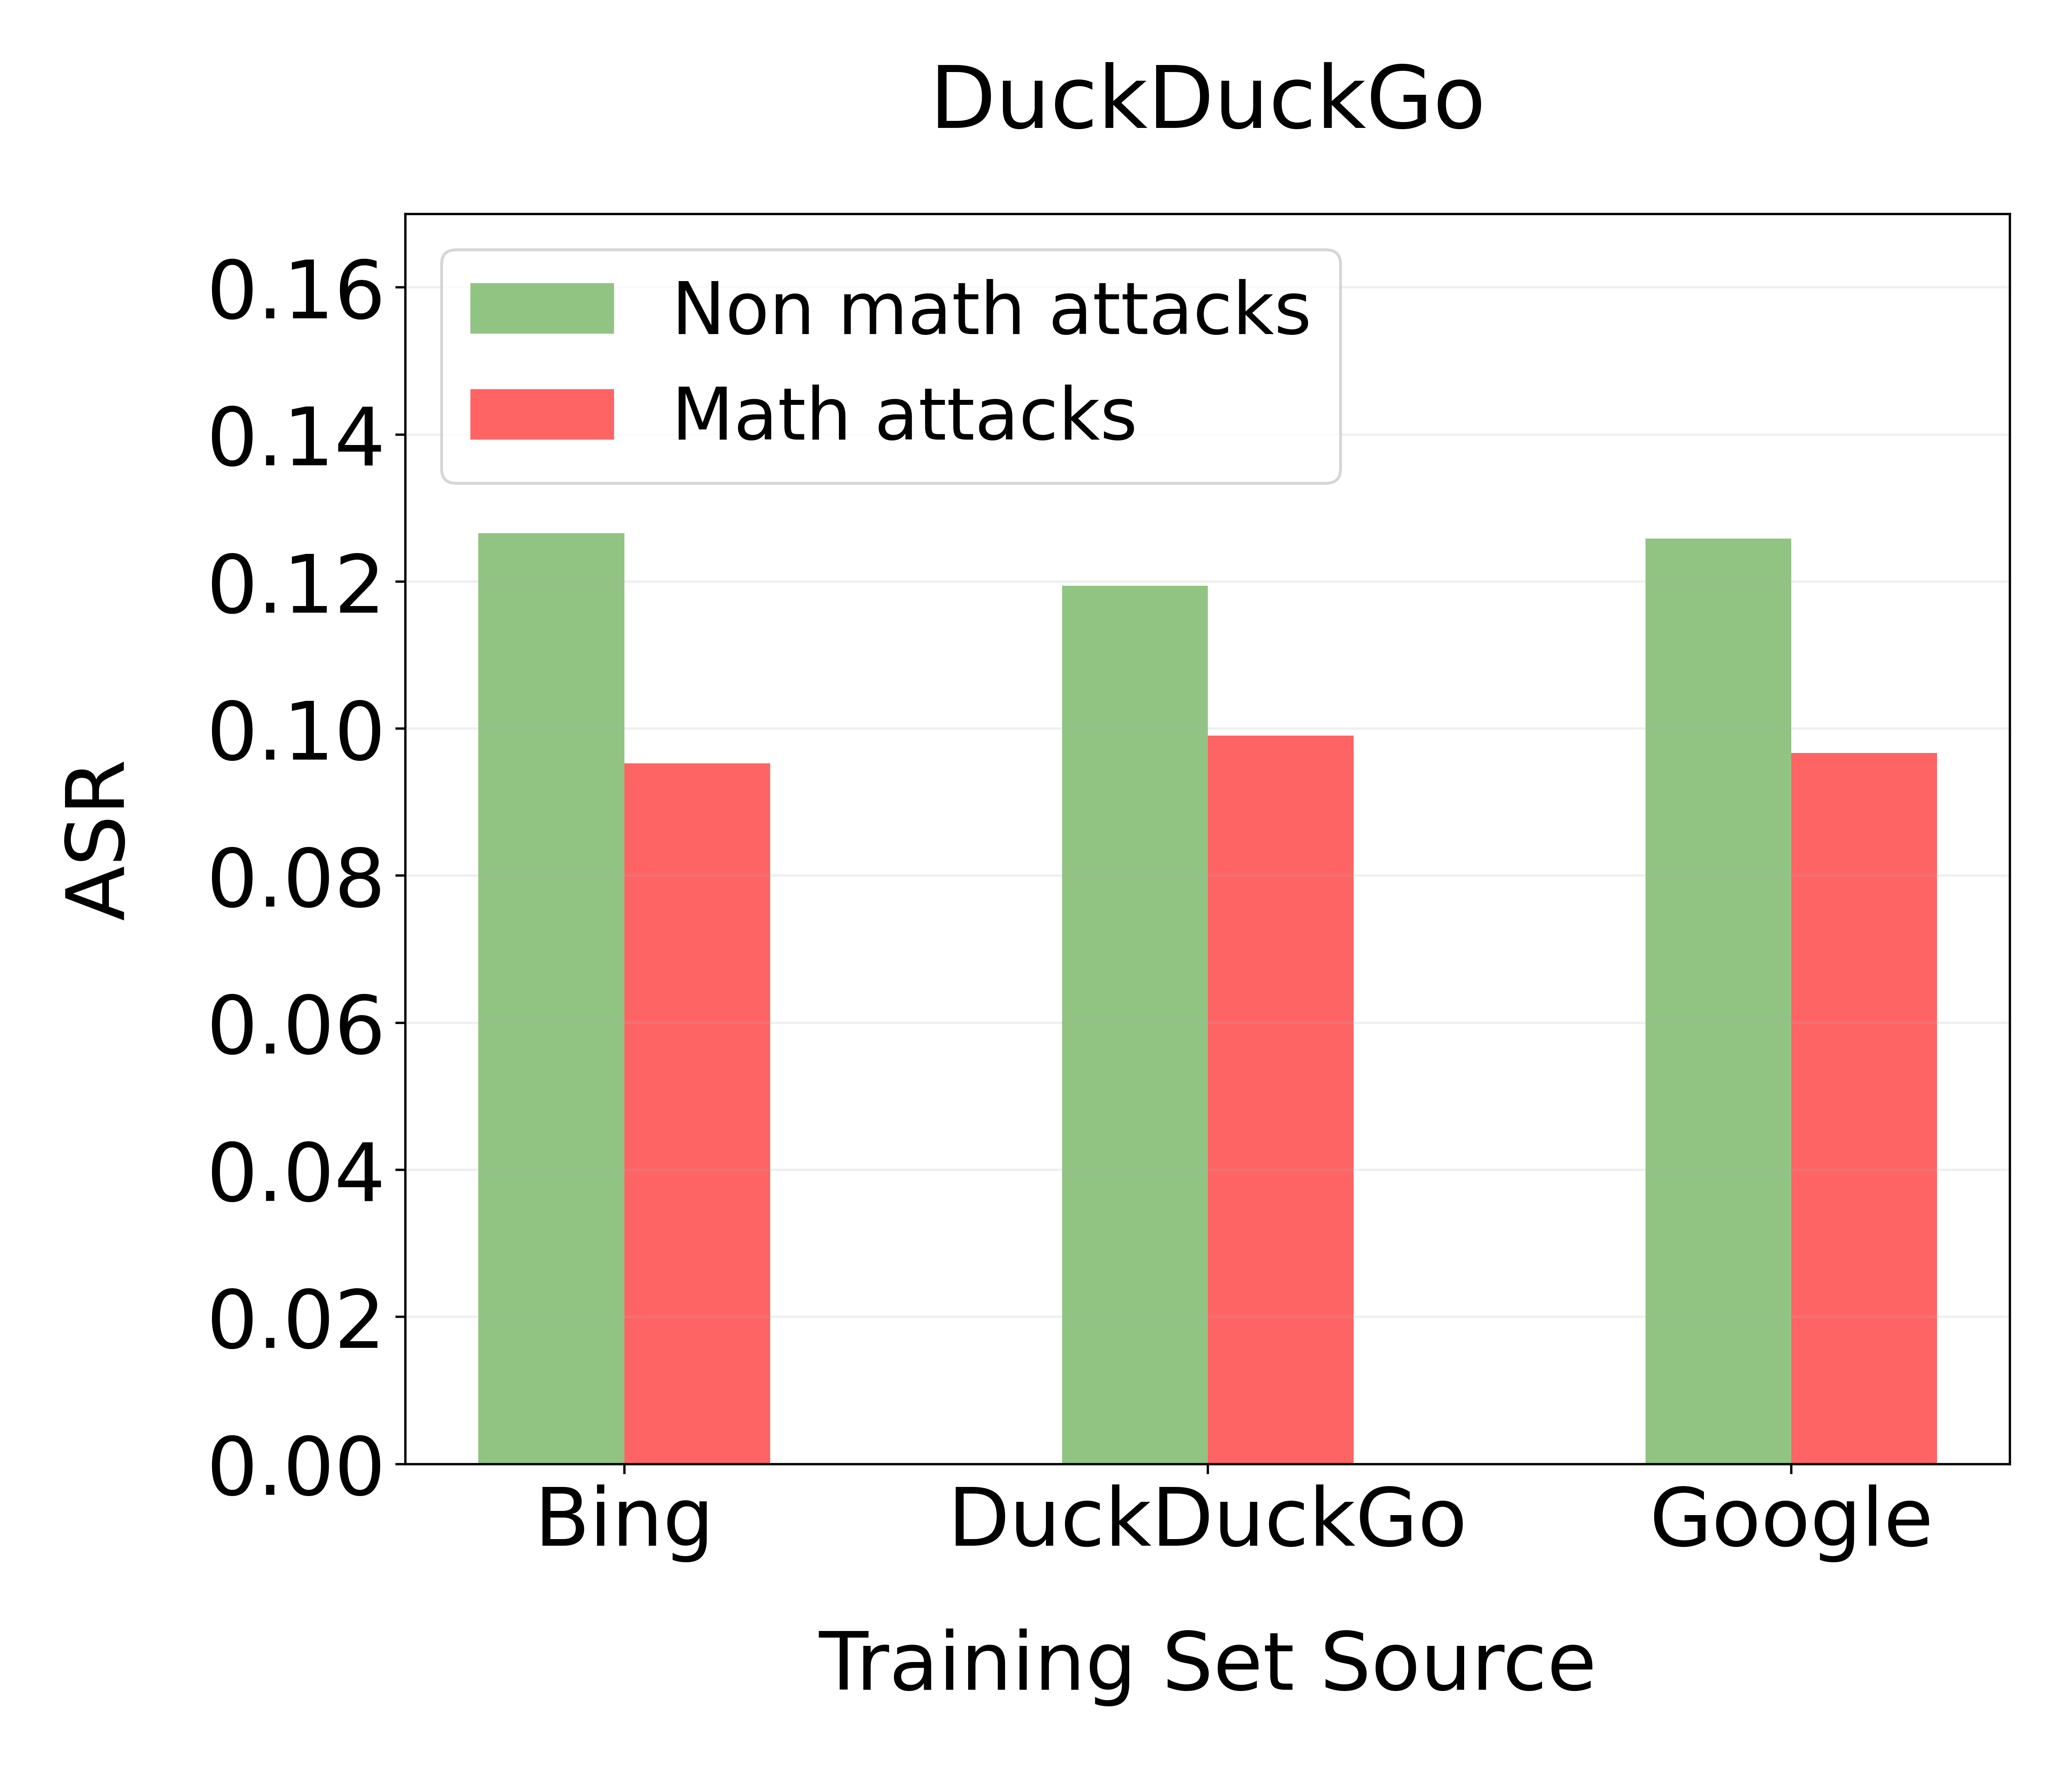 DuckDuckGo
Non math attacks
Math attacks
0.16
0.14
0.12
0.10
0.08
0.06
0.04
0.02
0.00
ASR
Bing DuckDuckGo Google
Training Set Source